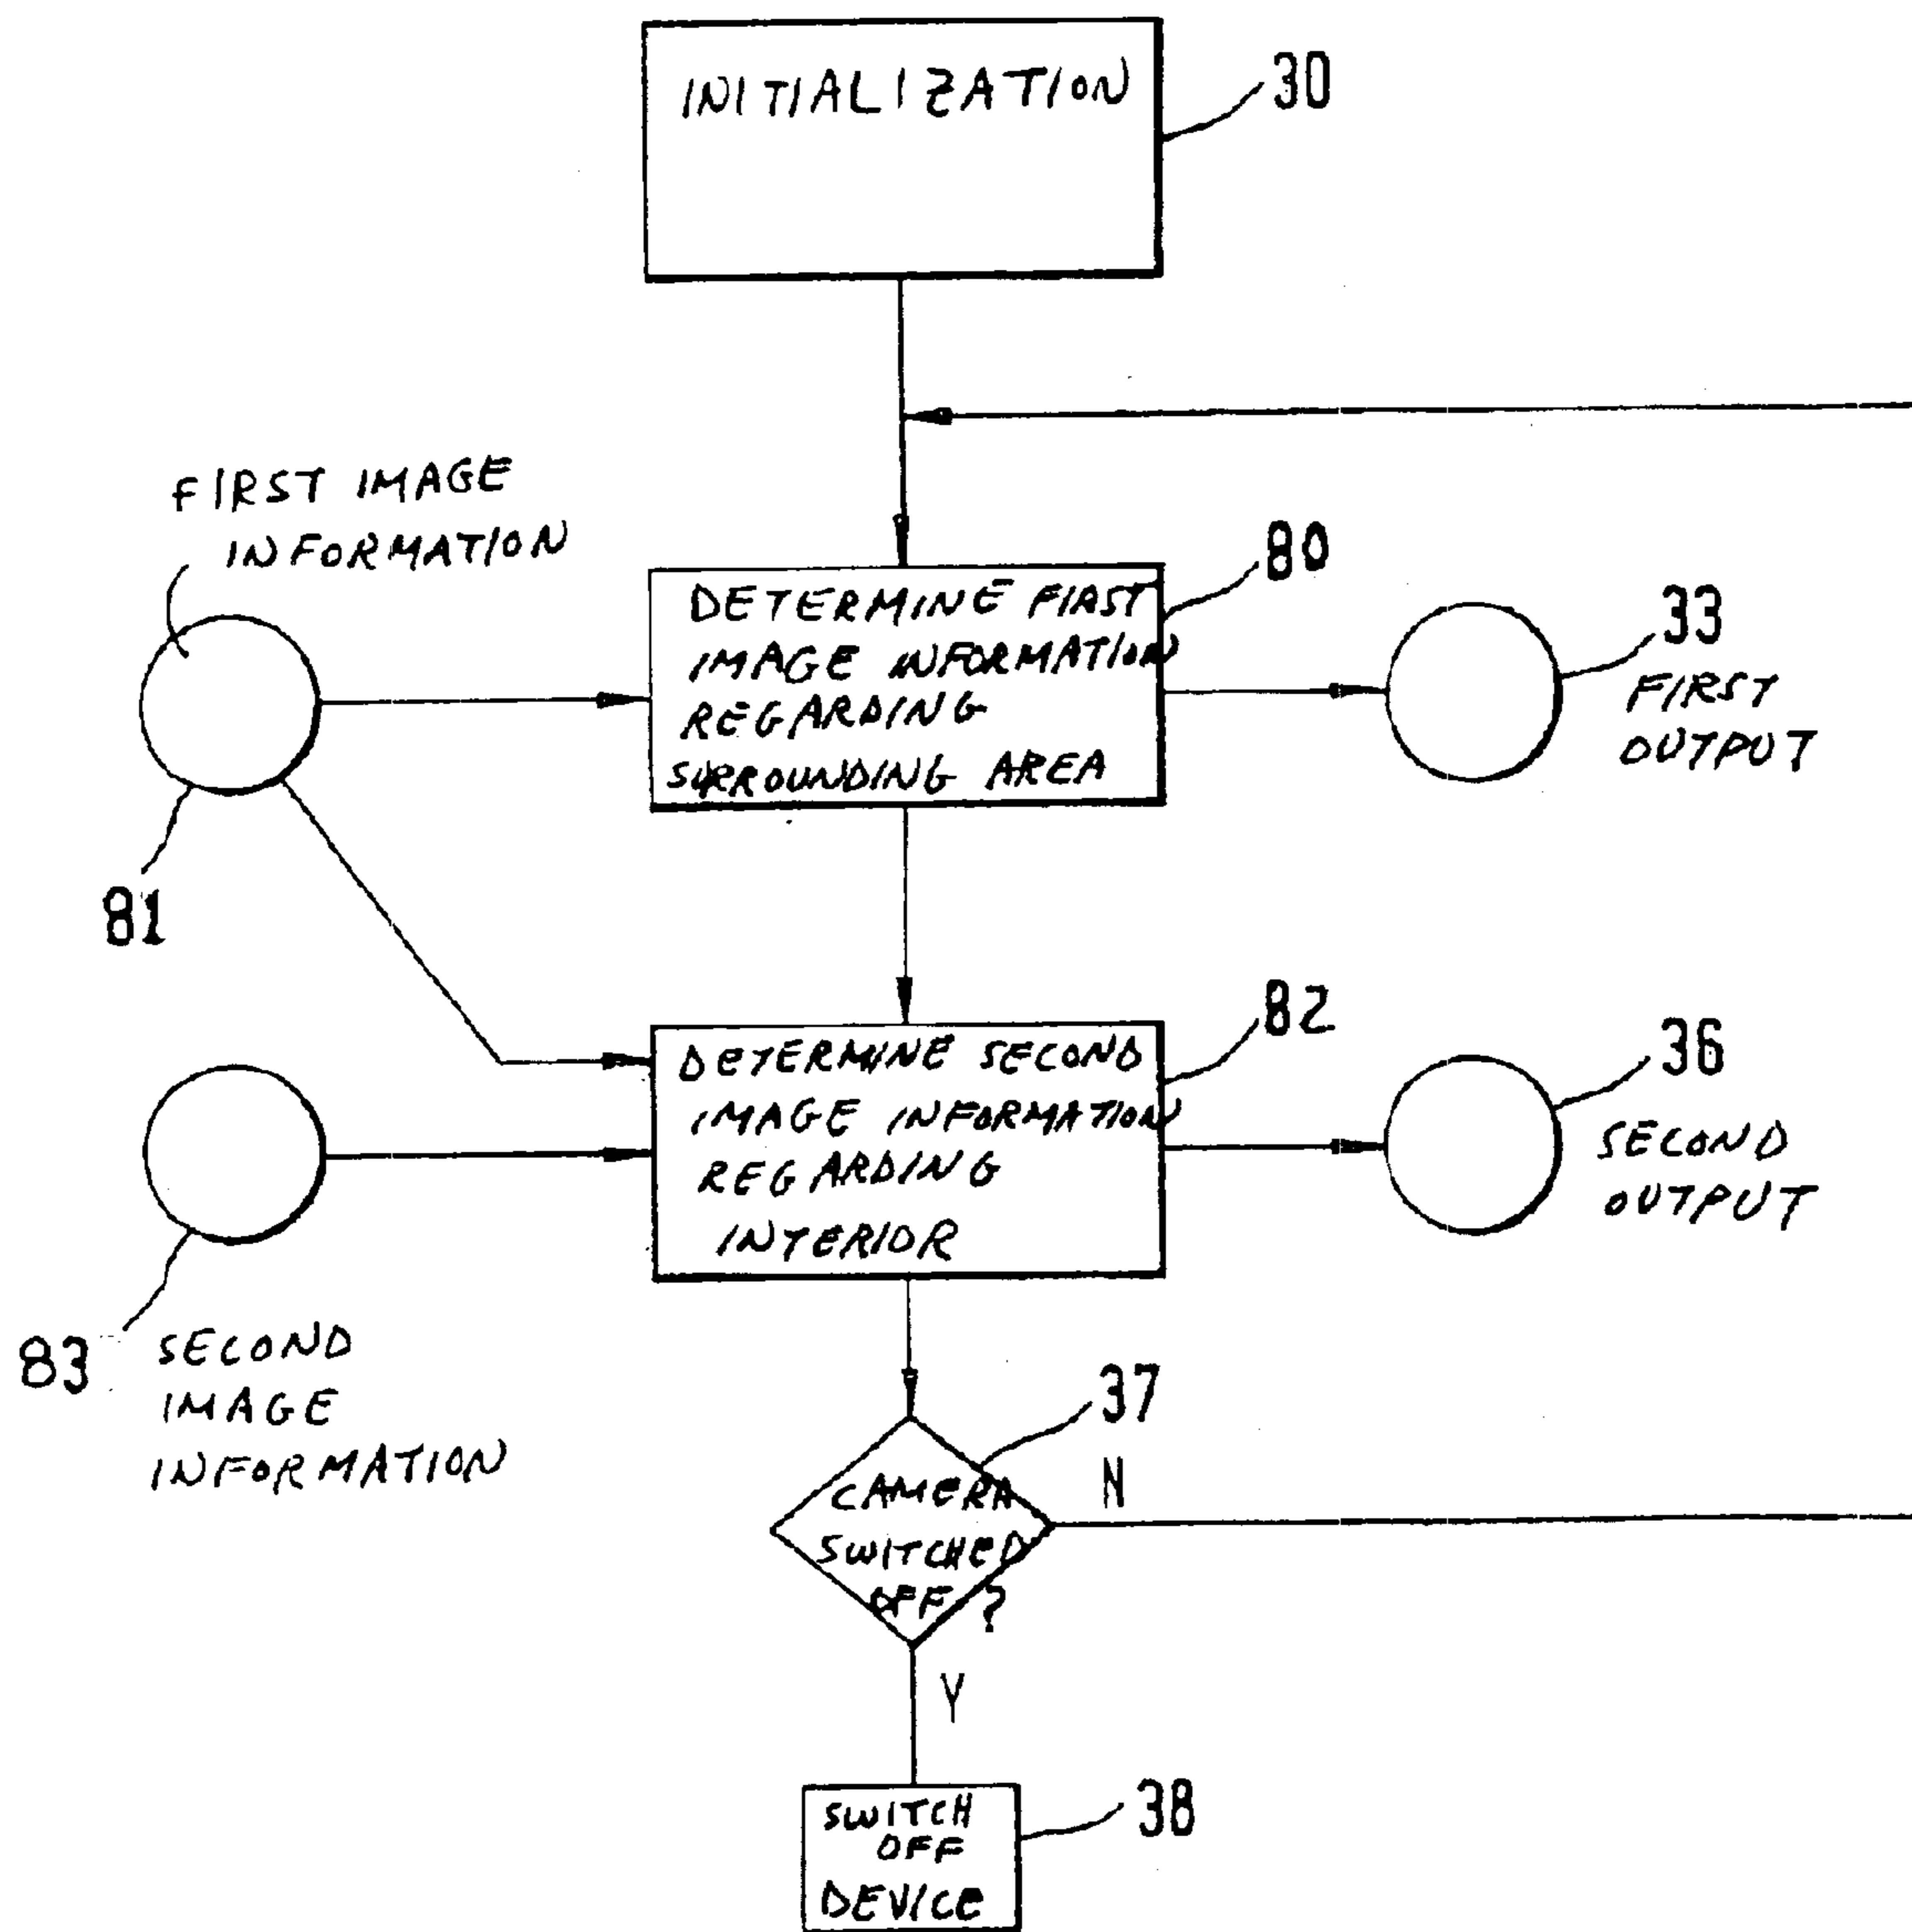 INITIALIZATION
30
FIRST IMAGE
INFORMATION
81
DETERMINE FIRST
IMAGE INFORMATION
REGARDING
SURROUNDING AREA
80
33
FIRST
OUTPUT
DETERMINE SECOND
IMAGE INFORMATION
REGARDING
INTERIOR
82
36
SECOND
OUTPUT
83
SECOND
IMAGE
INFORMATION
37
CAMERA
SWITCHED
OFF?
N
Y
SWITCH
OFF
DEVICE
38